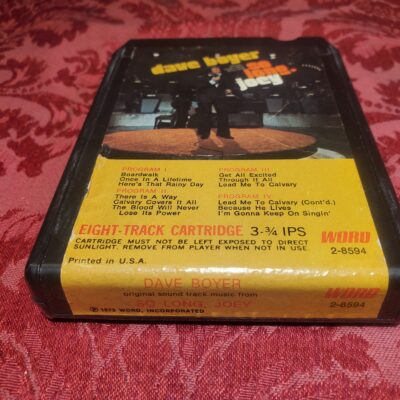 dave boyer
so long,
joey
PROGRAM I
Boardwalk
Once In A Lifetime
Here's That Rainy Day
PROGRAM II
There Is A Way
Calvary Covers It All
The Blood Will Never
Lose Its Power
PROGRAM III
Get All Excited
Through It All
Lead Me To Calvary
PROGRAM IV
Lead Me To Calvary (Cont'd.)
Because He Lives
I'm Gonna Keep On Singin'
EIGHT-TRACK CARTRIDGE 3-¾ IPS
CARTRIDGE MUST NOT BE LEFT EXPOSED TO DIRECT
SUNLIGHT. REMOVE FROM PLAYER WHEN NOT IN USE.
WORD
2-8594
Printed in U.S.A.
DAVE BOYER
original sound track music from
SO LONG, JOEY
WORD
2-8594
℗ 1973 WORD, INCORPORATED